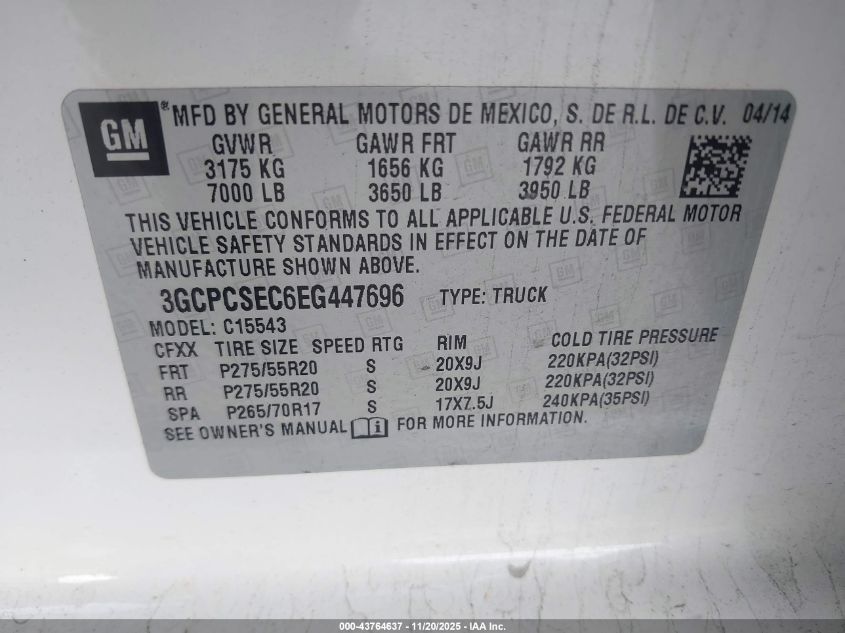 GM ® MFD BY GENERAL MOTORS DE MEXICO, S. DE R.L. DE C.V. 04/14
GVWR GAWR FRT GAWR RR
3175 KG 1656 KG 1792 KG
7000 LB 3650 LB 3950 LB
THIS VEHICLE CONFORMS TO ALL APPLICABLE U.S. FEDERAL MOTOR
VEHICLE SAFETY STANDARDS IN EFFECT ON THE DATE OF
MANUFACTURE SHOWN ABOVE.
3GCPCSEC6EG447696 TYPE: TRUCK
MODEL: C15543
CFXX TIRE SIZE SPEED RTG RIM COLD TIRE PRESSURE
FRT P275/55R20 S 20X9J 220KPA(32PSI)
RR P275/55R20 S 20X9J 220KPA(32PSI)
SPA P265/70R17 S 17X7.5J 240KPA(35PSI)
SEE OWNER'S MANUAL FOR MORE INFORMATION.
000-43764637 - 11/20/2025 - IAA Inc.